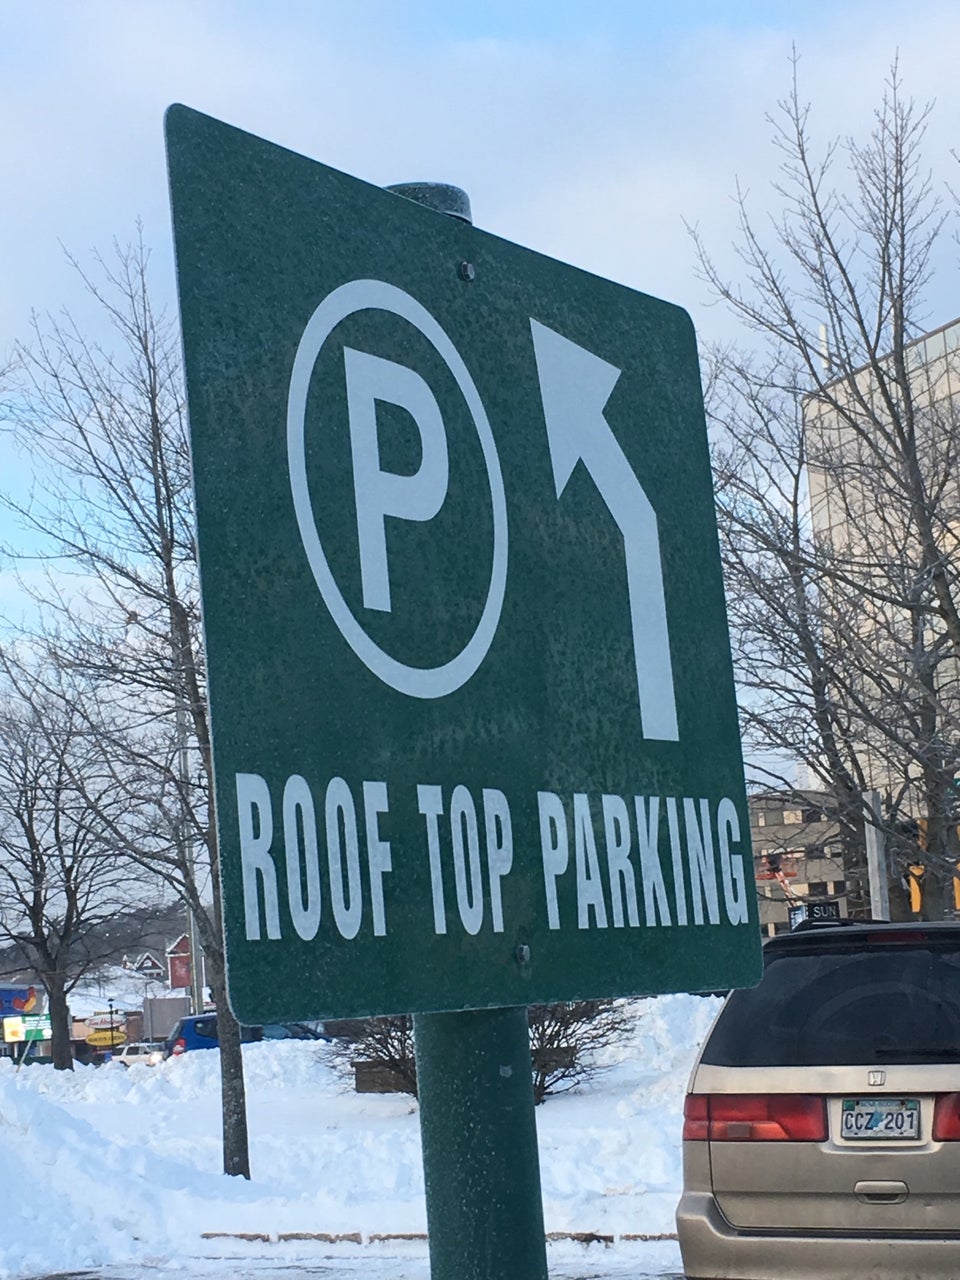 P
ROOF TOP PARKING
SUN
CCZ 201